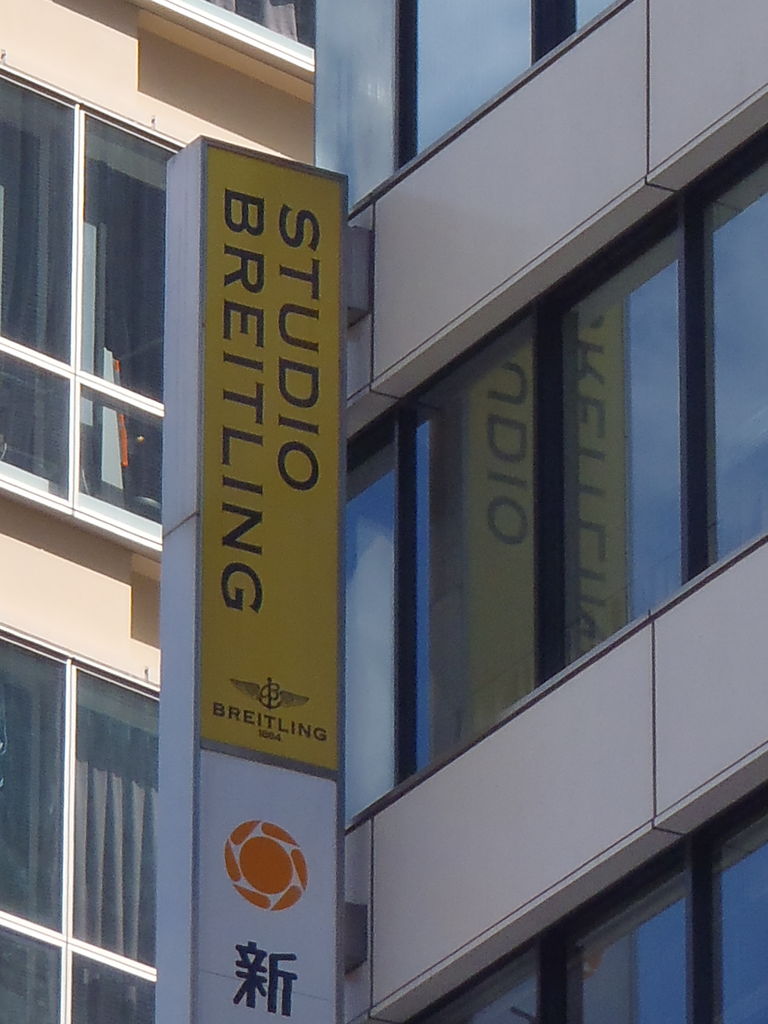 STUDIO
BREITLING
BREITLING
1884
新